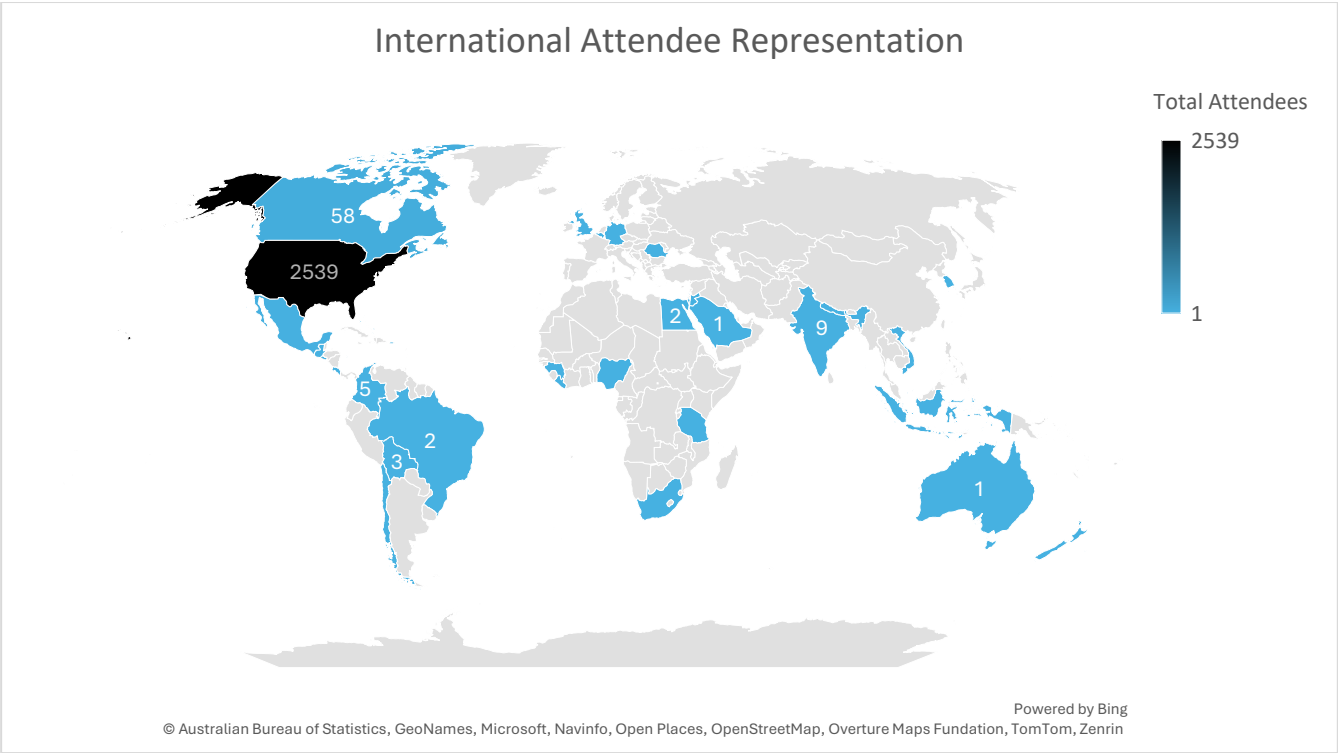 International Attendee Representation
Total Attendees
2539
1
58
2539
2
1
9
5
2
3
1
Powered by Bing
© Australian Bureau of Statistics, GeoNames, Microsoft, Navinfo, Open Places, OpenStreetMap, Overture Maps Fundation, TomTom, Zenrin